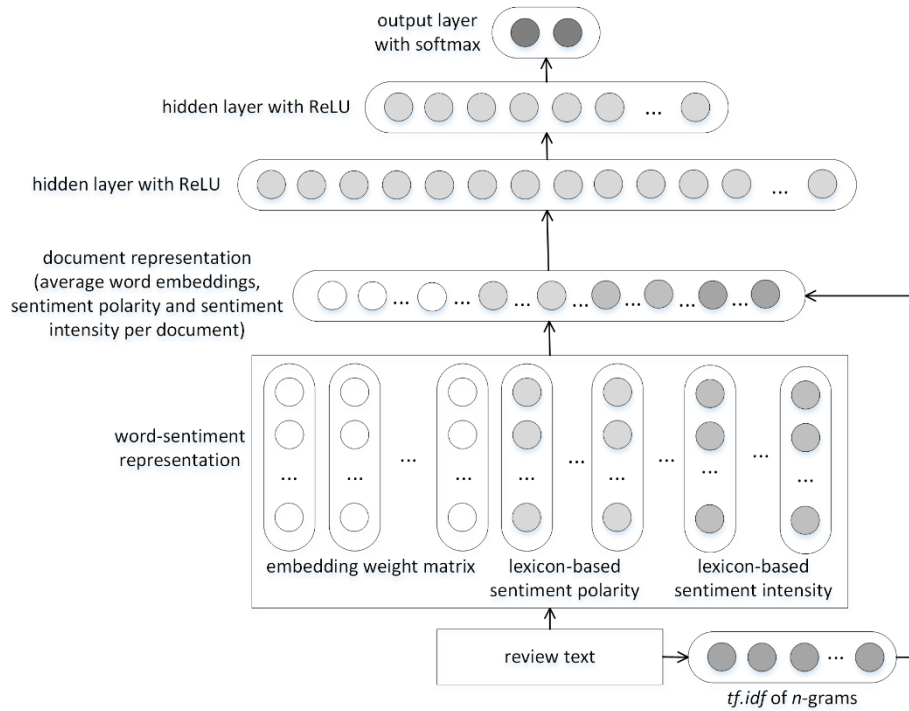 output layer
with softmax
hidden layer with ReLU
...
hidden layer with ReLU
...
document representation
(average word embeddings,
sentiment polarity and sentiment
intensity per document)
... ... ... ... ... ...
word-sentiment
representation
... ... ... ... ... ... ... ... ... ... ...
embedding weight matrix
lexicon-based
sentiment polarity
lexicon-based
sentiment intensity
review text
...
tf.idf of n-grams